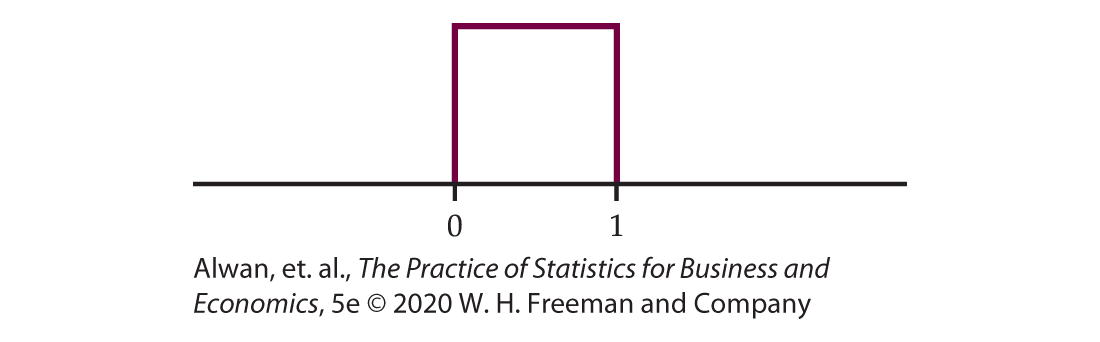 0 1
Alwan, et. al., The Practice of Statistics for Business and
Economics, 5e © 2020 W. H. Freeman and Company